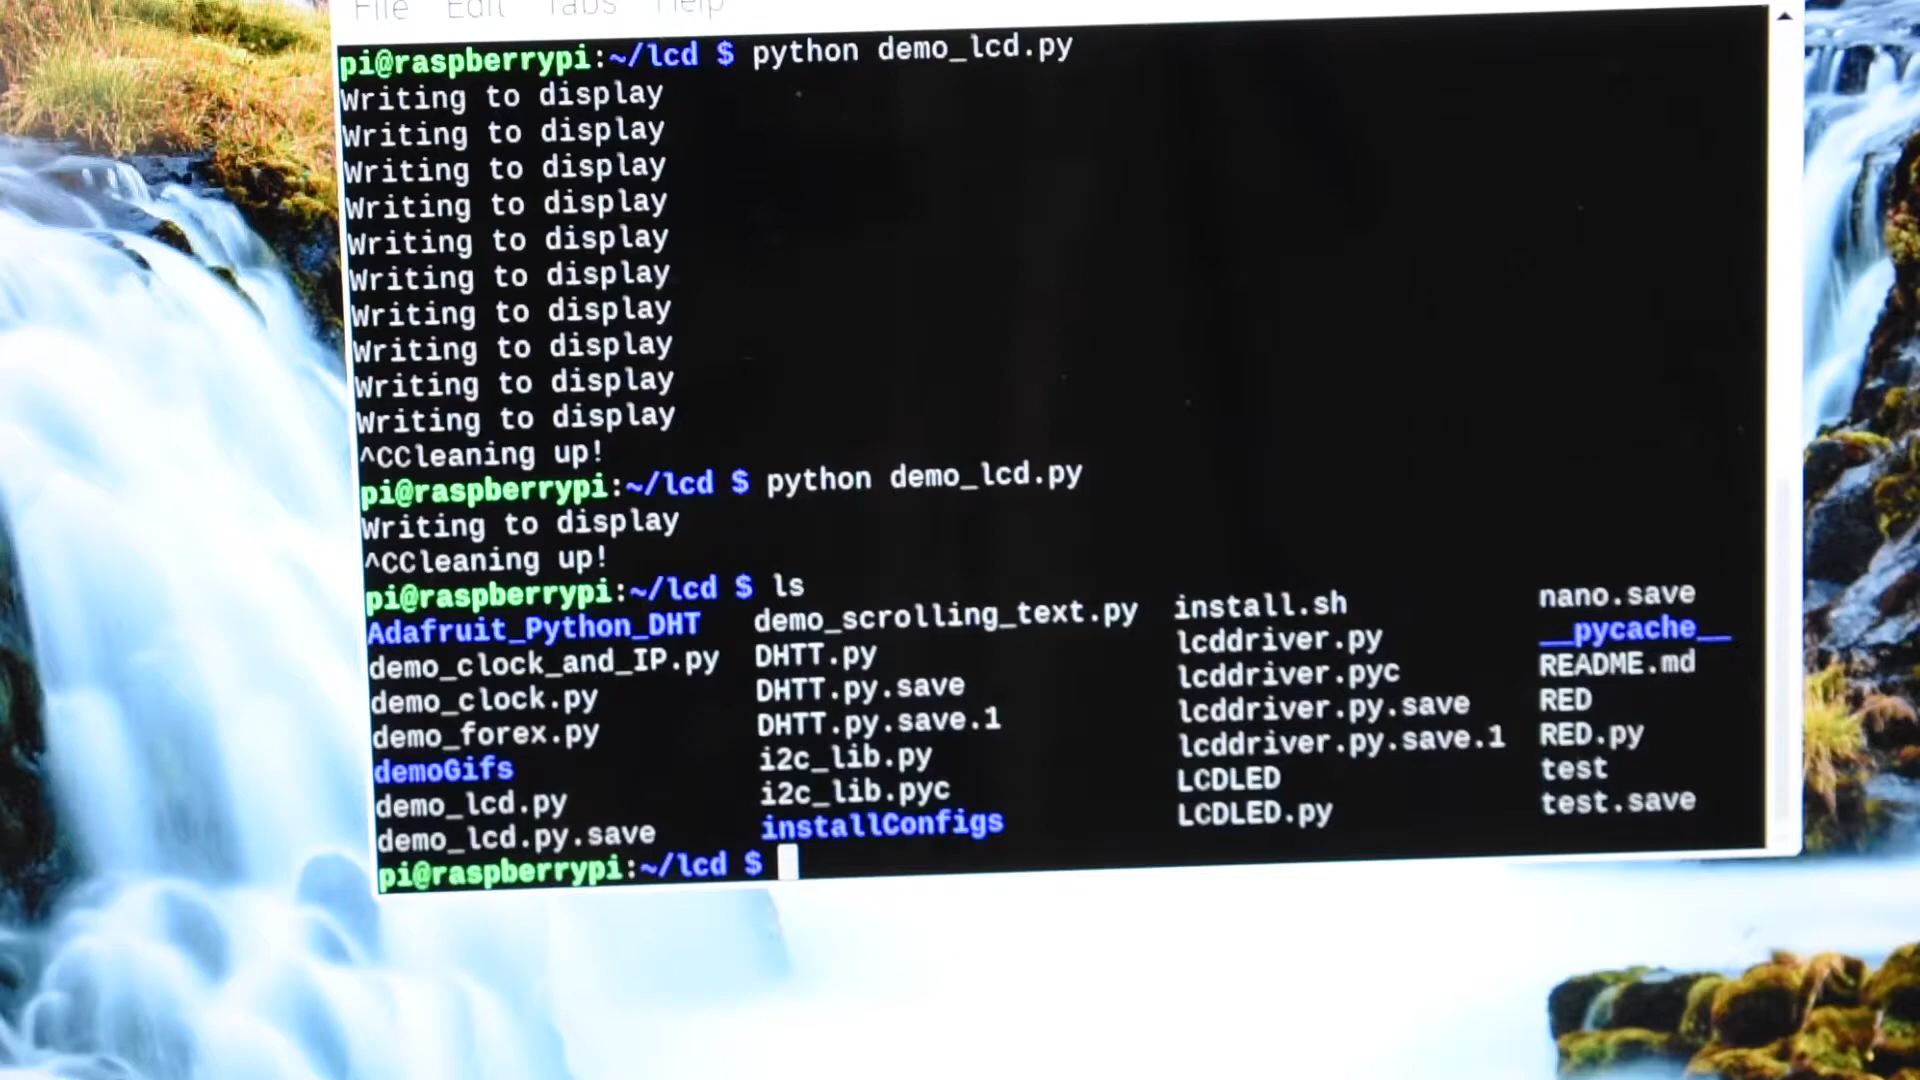 File Edit Tabs Help
pi@raspberrypi:~/lcd $ python demo_lcd.py
Writing to display
Writing to display
Writing to display
Writing to display
Writing to display
Writing to display
Writing to display
Writing to display
Writing to display
Writing to display
^CCleaning up!
pi@raspberrypi:~/lcd $ python demo_lcd.py
Writing to display
^CCleaning up!
pi@raspberrypi:~/lcd $ ls
Adafruit_Python_DHT demo_scrolling_text.py install.sh nano.save
demo_clock_and_IP.py DHTT.py lcddriver.py __pycache__
demo_clock.py DHTT.py.save lcddriver.pyc README.md
demo_forex.py DHTT.py.save.1 lcddriver.py.save RED
demoGifs i2c_lib.py lcddriver.py.save.1 RED.py
demo_lcd.py i2c_lib.pyc LCDLED test
demo_lcd.py.save installConfigs LCDLED.py test.save
pi@raspberrypi:~/lcd $